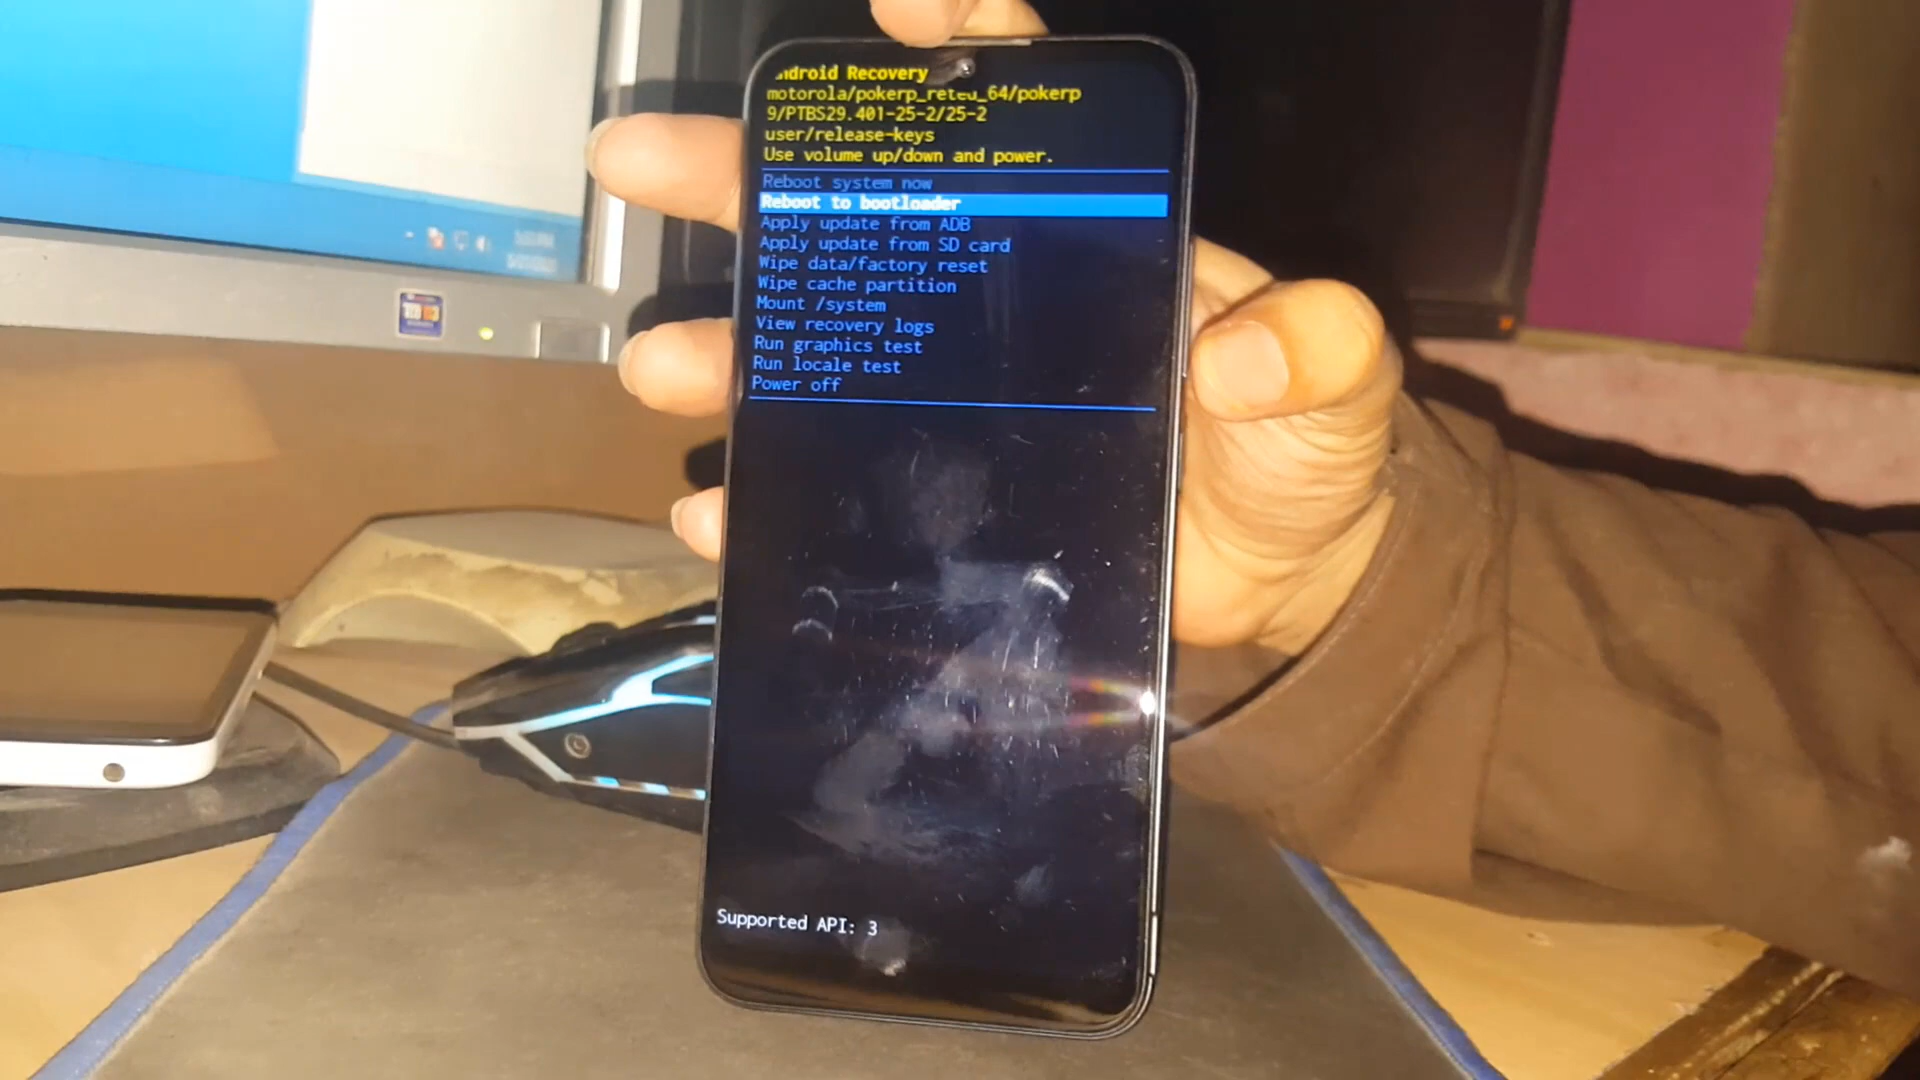 Android Recovery
motorola/pokerp_reteu_64/pokerp
9/PTBS29.401-25-2/25-2
user/release-keys
Use volume up/down and power.
Reboot system now
Reboot to bootloader
Apply update from ADB
Apply update from SD card
Wipe data/factory reset
Wipe cache partition
Mount /system
View recovery logs
Run graphics test
Run locale test
Power off
Supported API: 3